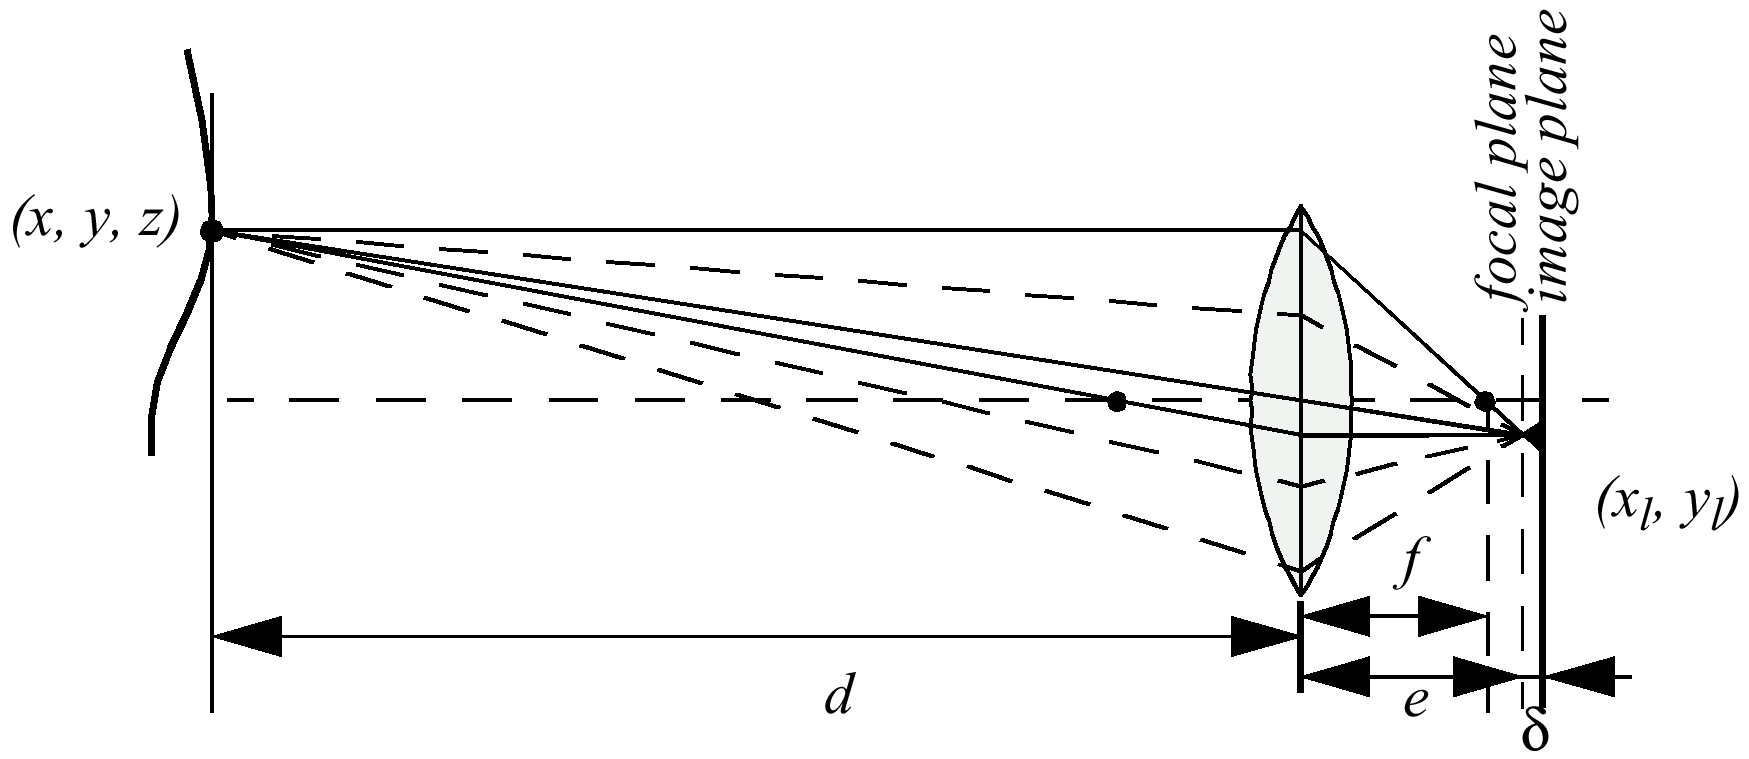 focal plane
image plane
(x, y, z)
(x_l, y_l)
f
d
e
δ